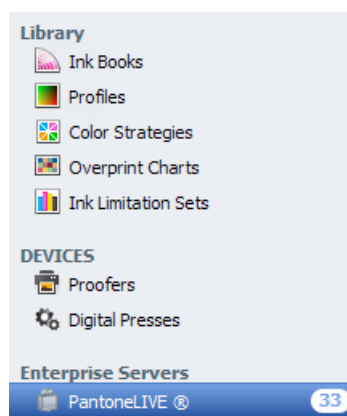 Library
Ink Books
Profiles
Color Strategies
Overprint Charts
Ink Limitation Sets
DEVICES
Proofers
Digital Presses
Enterprise Servers
PantoneLIVE ® 33